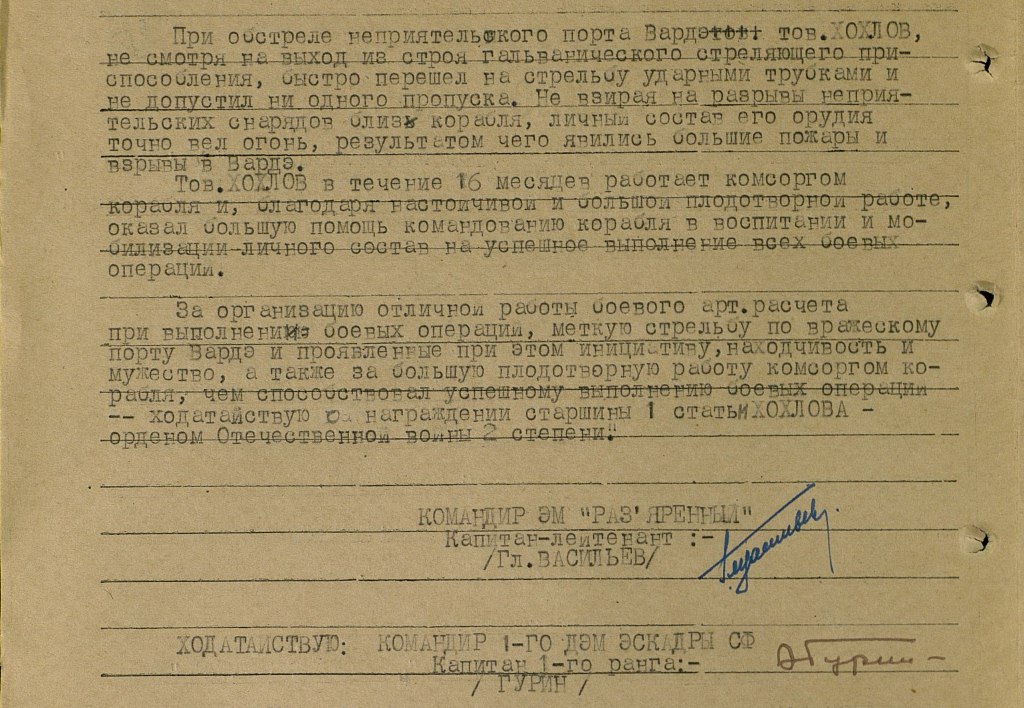 При обстреле неприятельского порта Вардэ тов.ХОХЛОВ,
не смотря на выход из строя гальванического стреляющего при-
способления, быстро перешел на стрельбу ударными трубками и
не допустил ни одного пропуска. Не взирая на разрывы неприя-
тельских снарядов близь корабля, личный состав его орудия
точно вел огонь, результатом чего явились большие пожары и
взрывы в Вардэ.
Тов.ХОХЛОВ в течение 16 месяцев работает комсоргом
корабля и, благодаря настойчивой и большой плодотворной работе,
оказал большую помощь командованию корабля в воспитании и мо-
билизации личного состав на успешное выполнение всех боевых
операций.
За организацию отличной работы боевого арт.расчета
при выполнении боевых операций, меткую стрельбу по вражескому
порту Вардэ и проявленные при этом инициативу,находчивость и
мужество, а также за большую плодотворную работу комсоргом ко-
рабля, чем способствовал успешному выполнению боевых операций
-- ходатайствую о награждении старшины 1 статьи ХОХЛОВА -
орденом Отечественной войны 2 степени."
КОМАНДИР ЭМ "РАЗ'ЯРЕННЫЙ"
Капитан-лейтенант :-
/Гл.ВАСИЛЬЕВ/
ХОДАТАЙСТВУЮ: КОМАНДИР 1-ГО ДЭМ ЭСКАДРЫ СФ
Капитан 1-го ранга:-
/ ГУРИН /